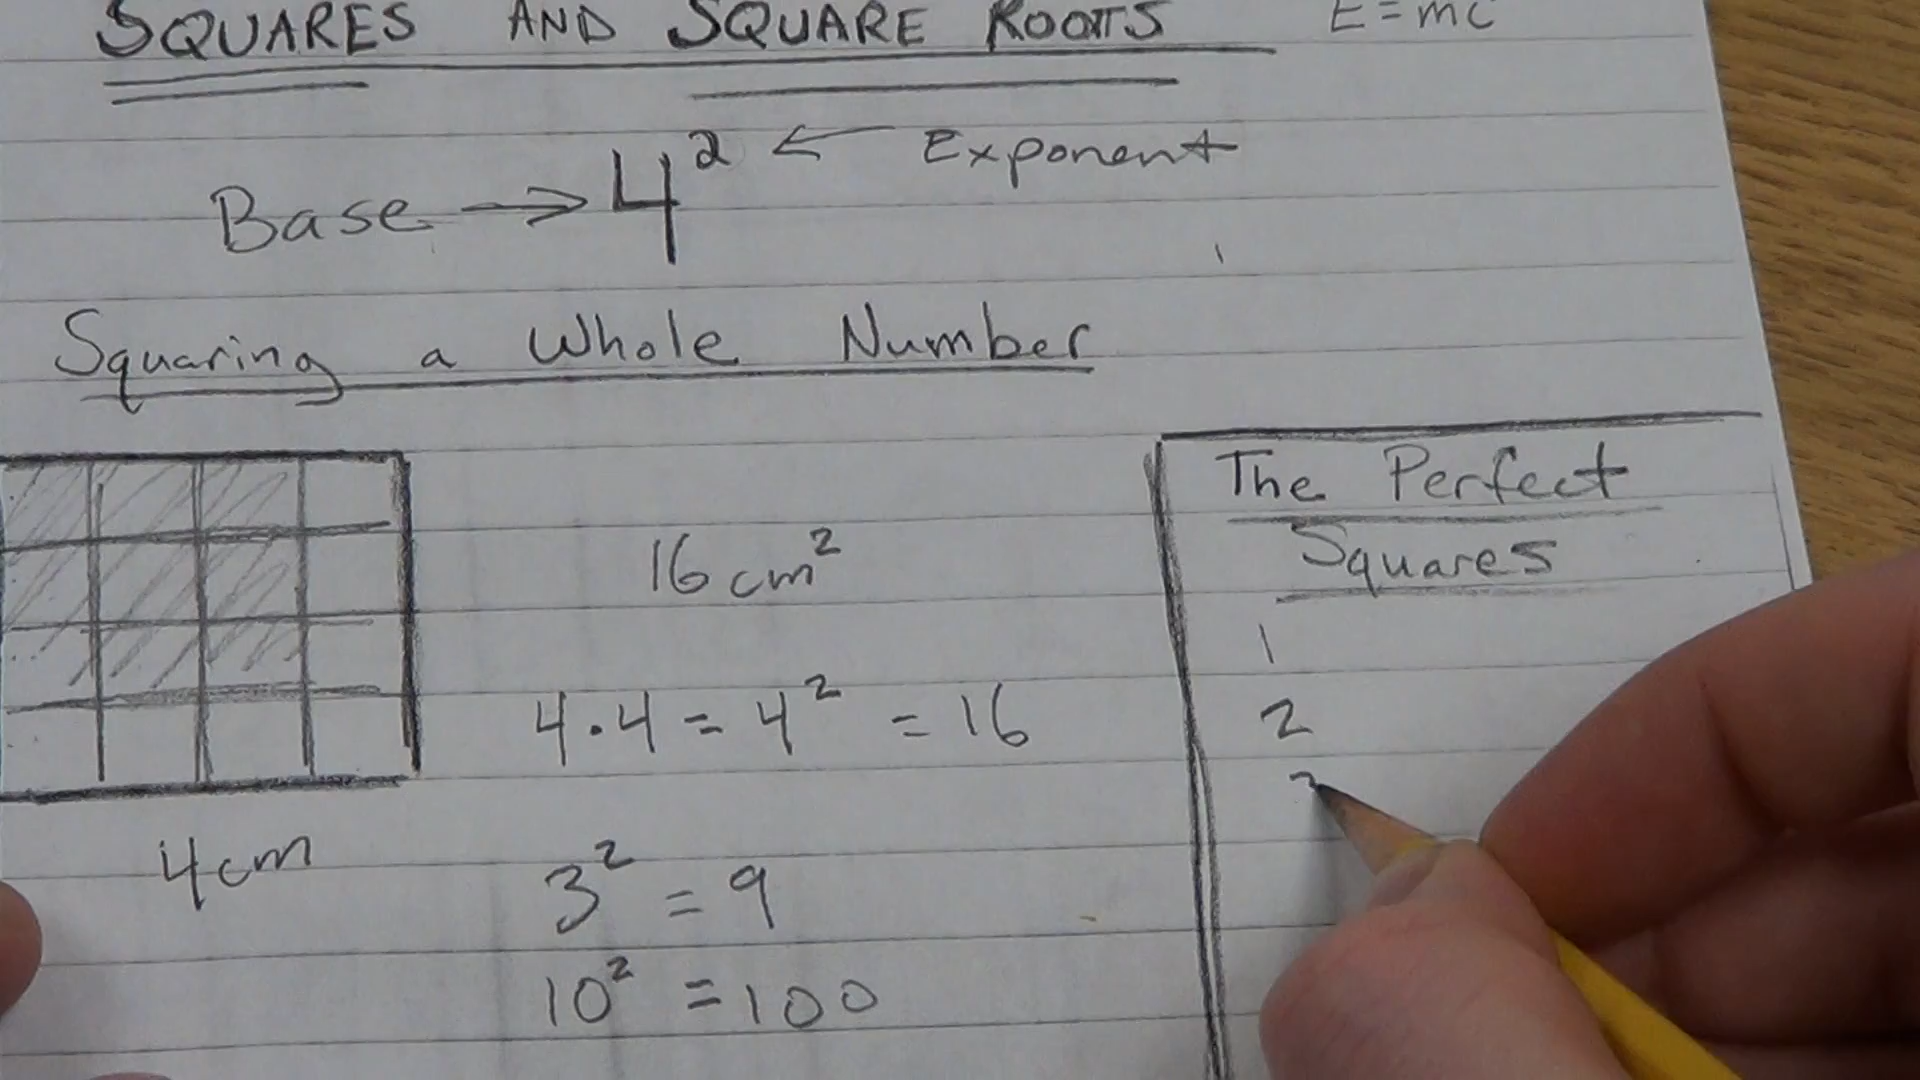 SQUARES AND SQUARE ROOTS E=mc
Base → 4² ← Exponent
Squaring a Whole Number
The Perfect
Squares
16 cm²
1
4·4 = 4² = 16
2
4cm
3² = 9
10² = 100